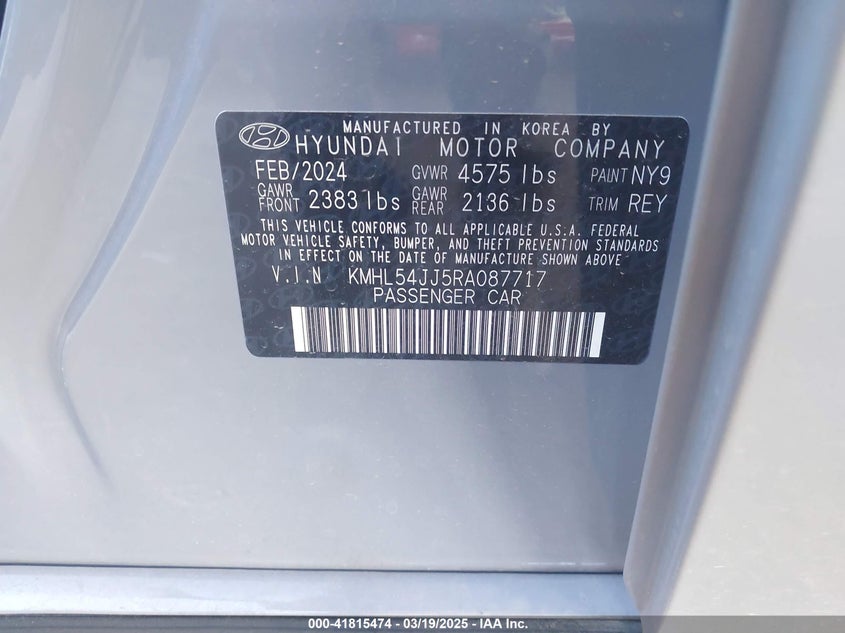 MANUFACTURED IN KOREA BY
HYUNDAI MOTOR COMPANY
FEB/2024 GVWR 4575 lbs PAINT NY9
GAWR FRONT 2383 lbs GAWR REAR 2136 lbs TRIM REY
THIS VEHICLE CONFORMS TO ALL APPLICABLE U.S.A. FEDERAL
MOTOR VEHICLE SAFETY, BUMPER, AND THEFT PREVENTION STANDARDS
IN EFFECT ON THE DATE OF MANUFACTURE SHOWN ABOVE
V.I.N KMHL54JJ5RA087717
PASSENGER CAR
000-41815474 - 03/19/2025 - IAA Inc.